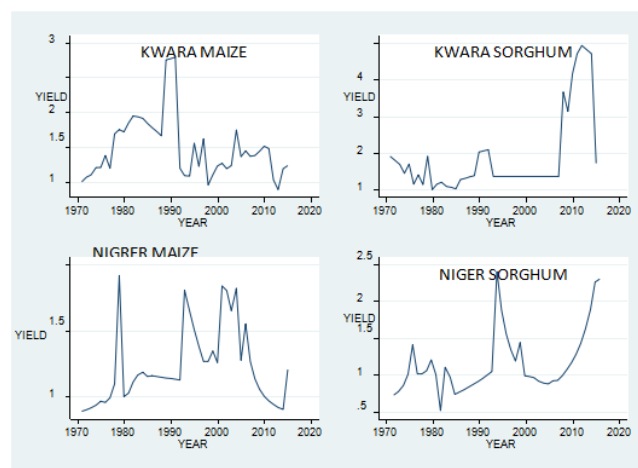 KWARA MAIZE
3
YIELD
2
1.5
1
1970 1980 1990 2000 2010 2020
YEAR
KWARA SORGHUM
YIELD
4
3
2
1
1970 1980 1990 2000 2010 2020
YEAR
NIGRER MAIZE
YIELD
1.5
1
1970 1980 1990 2000 2010 2020
YEAR
2.5
NIGER SORGHUM
2
YIELD
1.5
1
.5
1970 1980 1990 2000 2010 2020
YEAR